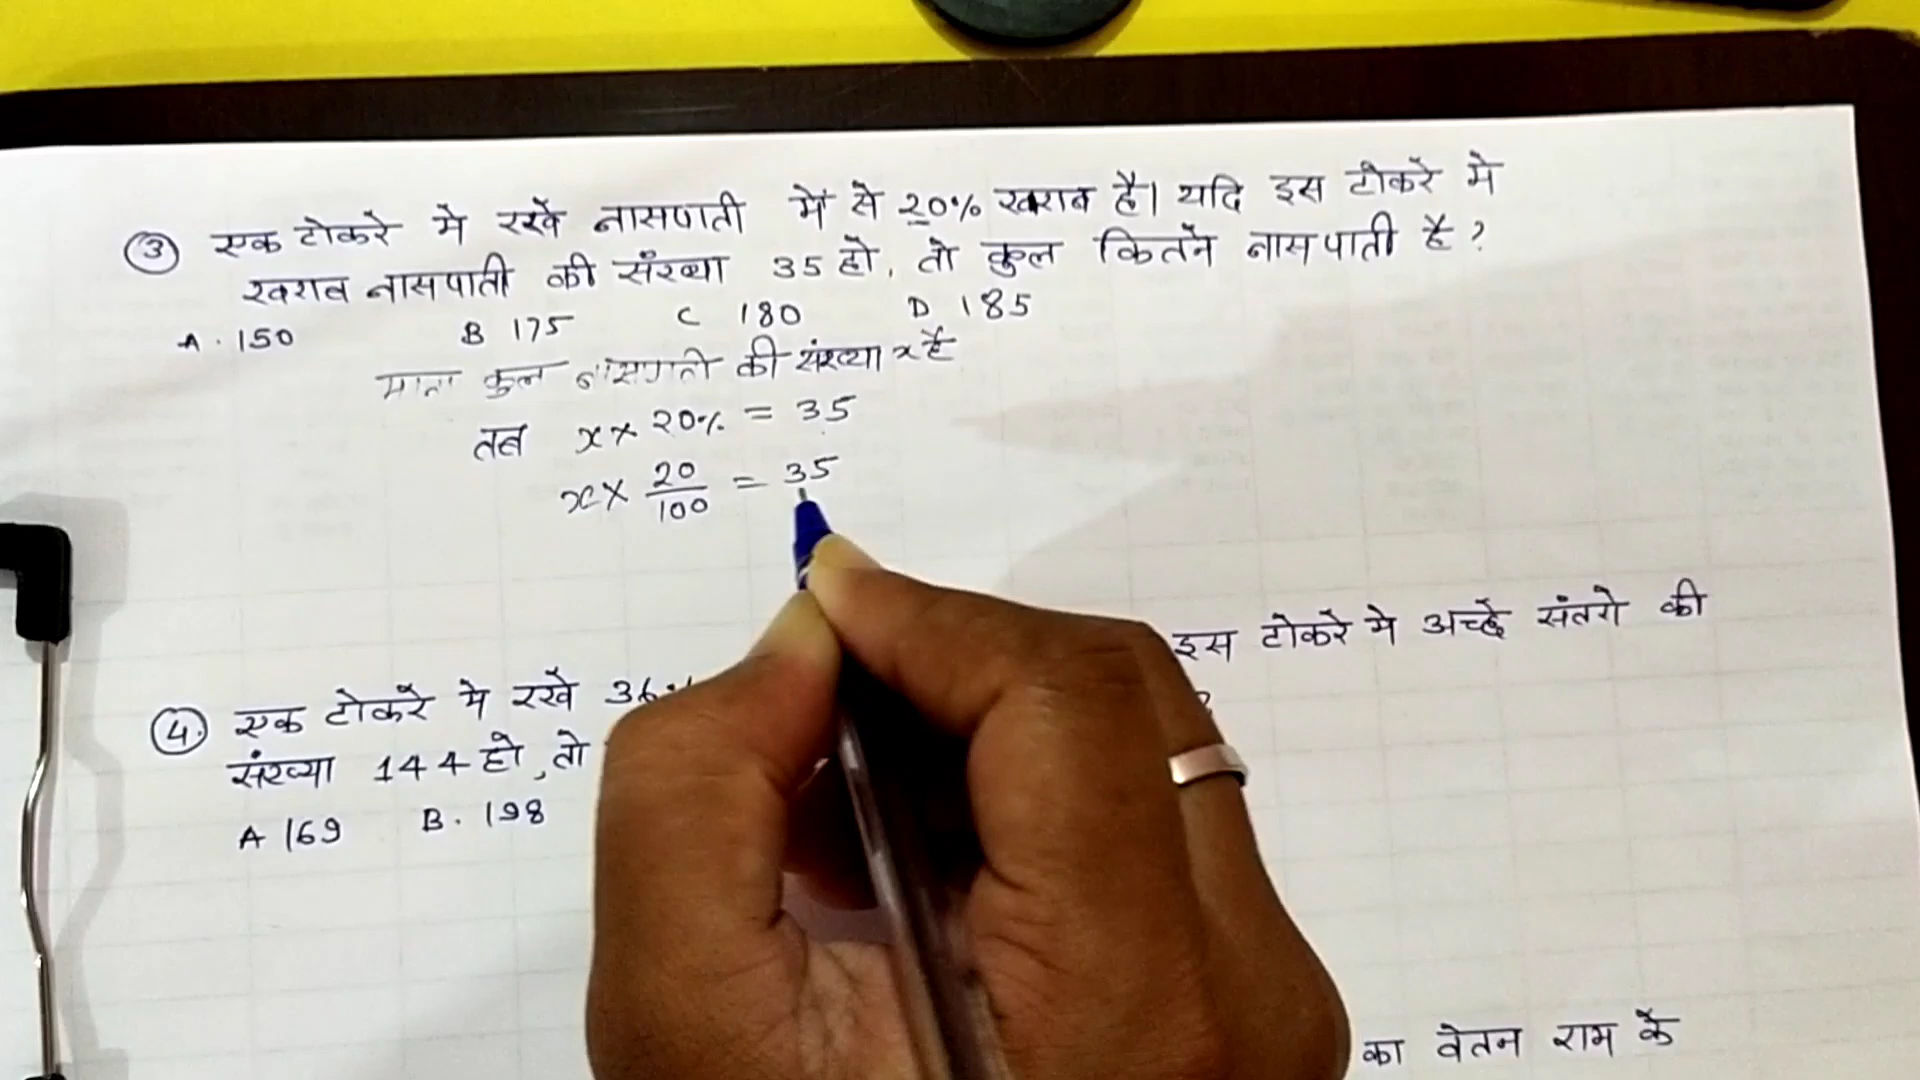 3 एक टोकरे मे रखे नासपाती में से 20% खराब है। यदि इस टोकरे मे
खराब नासपाती की संख्या 35 हो, तो कुल कितने नासपाती है ?
A. 150 B 175 C 180 D 185
माना कुल नासपाती की संख्या x है
तब x × 20% = 35
x × 20/100 = 35
4. एक टोकरे मे रखे इस टोकरे मे अच्छे संतरो की
संख्या 144 हो, तो
A 169 B. 198
का वेतन राम के